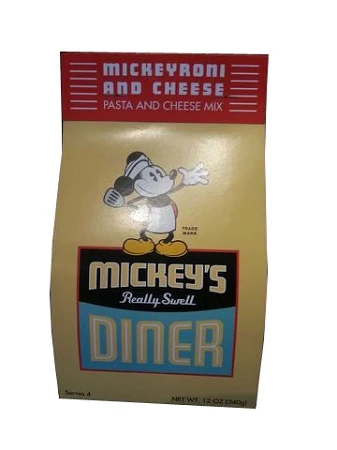 MICKEYRONI
AND CHEESE
PASTA AND CHEESE MIX
TRADE
MARK
MICKEY'S
Really Swell
DINER
Serves 4
NET WT. 12 OZ (340g)